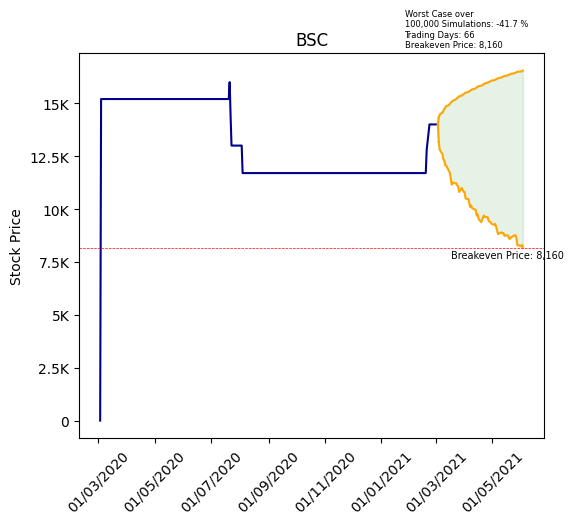 Worst Case over
100,000 Simulations: -41.7 %
Trading Days: 66
Breakeven Price: 8,160
BSC
Stock Price
15K
12.5K
10K
7.5K
5K
2.5K
0
Breakeven Price: 8,160
01/03/2020
01/05/2020
01/07/2020
01/09/2020
01/11/2020
01/01/2021
01/03/2021
01/05/2021